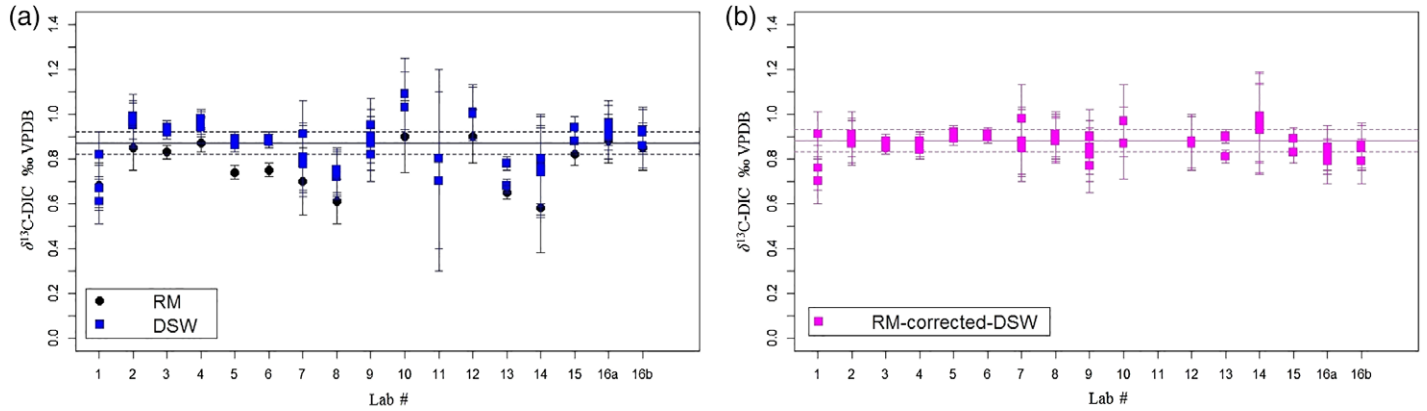 (a)
δ¹³C-DIC ‰ VPDB
1.4
1.2
1.0
0.8
0.6
0.4
0.2
0.0
RM
DSW
1 2 3 4 5 6 7 8 9 10 11 12 13 14 15 16a 16b
Lab #
(b)
δ¹³C-DIC ‰ VPDB
1.4
1.2
1.0
0.8
0.6
0.4
0.2
0.0
RM-corrected-DSW
1 2 3 4 5 6 7 8 9 10 11 12 13 14 15 16a 16b
Lab #